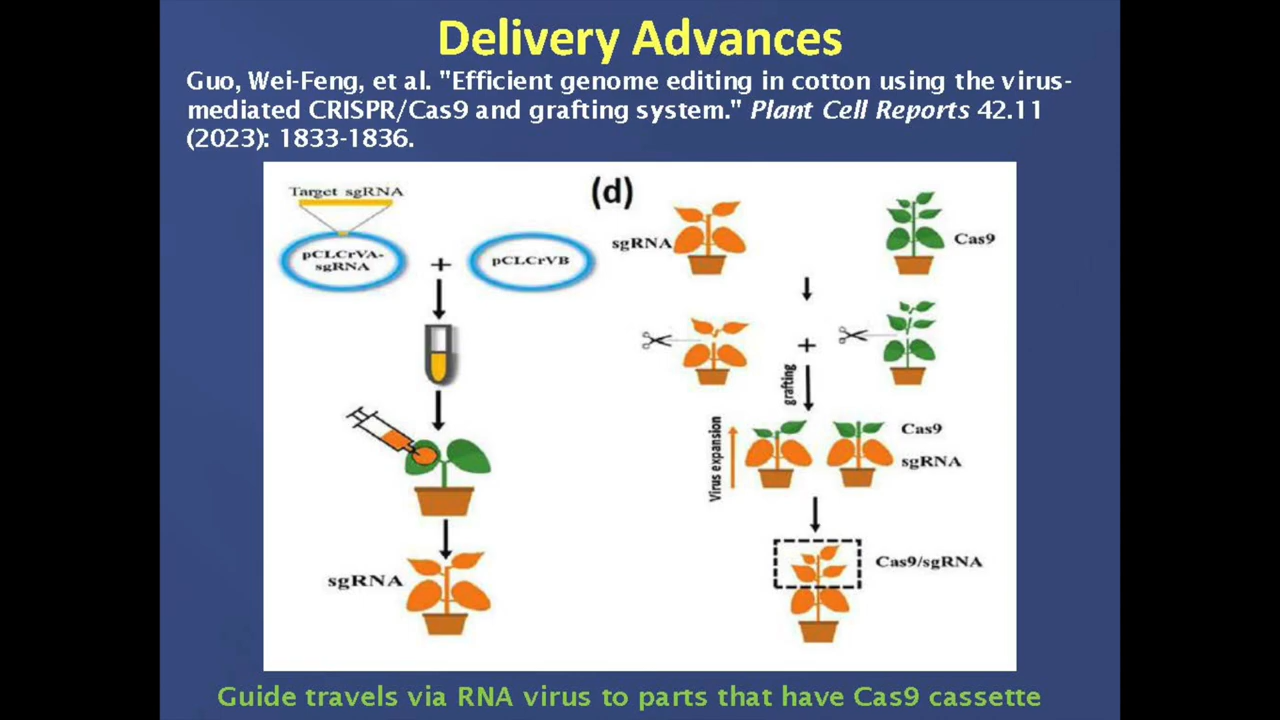 Delivery Advances
Guo, Wei-Feng, et al. "Efficient genome editing in cotton using the virus-
mediated CRISPR/Cas9 and grafting system." Plant Cell Reports 42.11
(2023): 1833-1836.
Target sgRNA
pCLCrVA-
sgRNA
+
pCLCrVB
sgRNA
(d)
sgRNA
Cas9
+
grafting
Virus expansion
Cas9
sgRNA
Cas9/sgRNA
Guide travels via RNA virus to parts that have Cas9 cassette